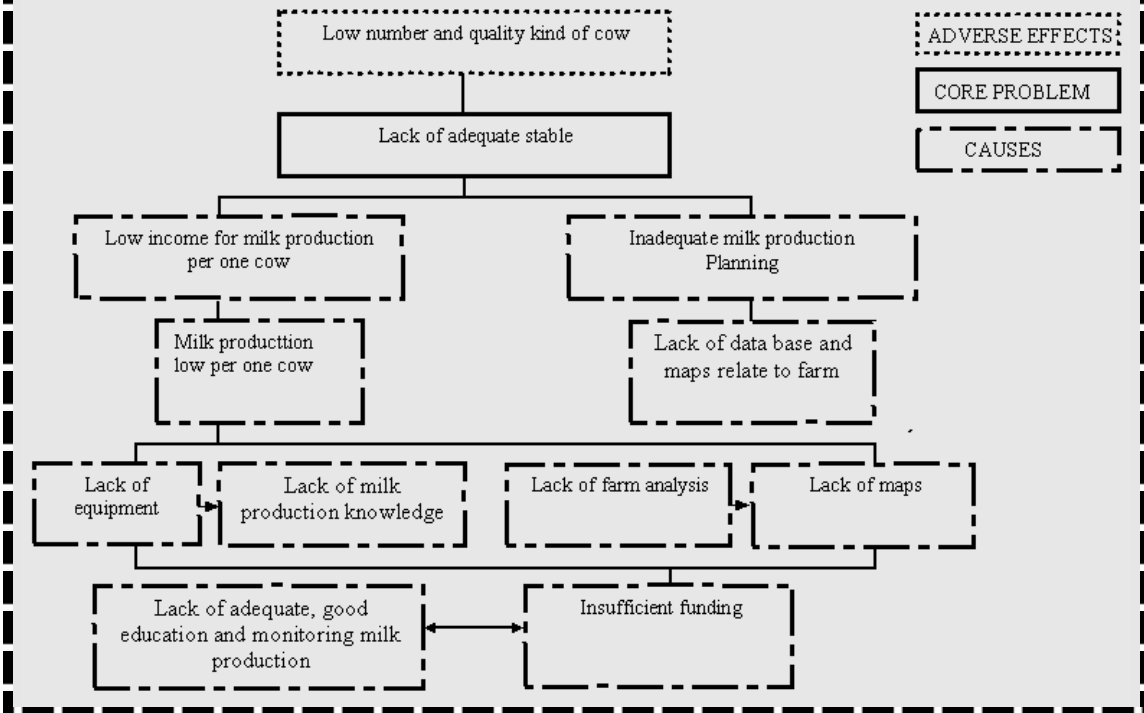 Low number and quality kind of cow
ADVERSE EFFECTS
CORE PROBLEM
Lack of adequate stable
CAUSES
Low income for milk production
per one cow
Inadequate milk production
Planning
Milk producttion
low per one cow
Lack of data base and
maps relate to farm
Lack of
equipment
Lack of milk
production knowledge
Lack of farm analysis
Lack of maps
Lack of adequate, good
education and monitoring milk
production
Insufficient funding